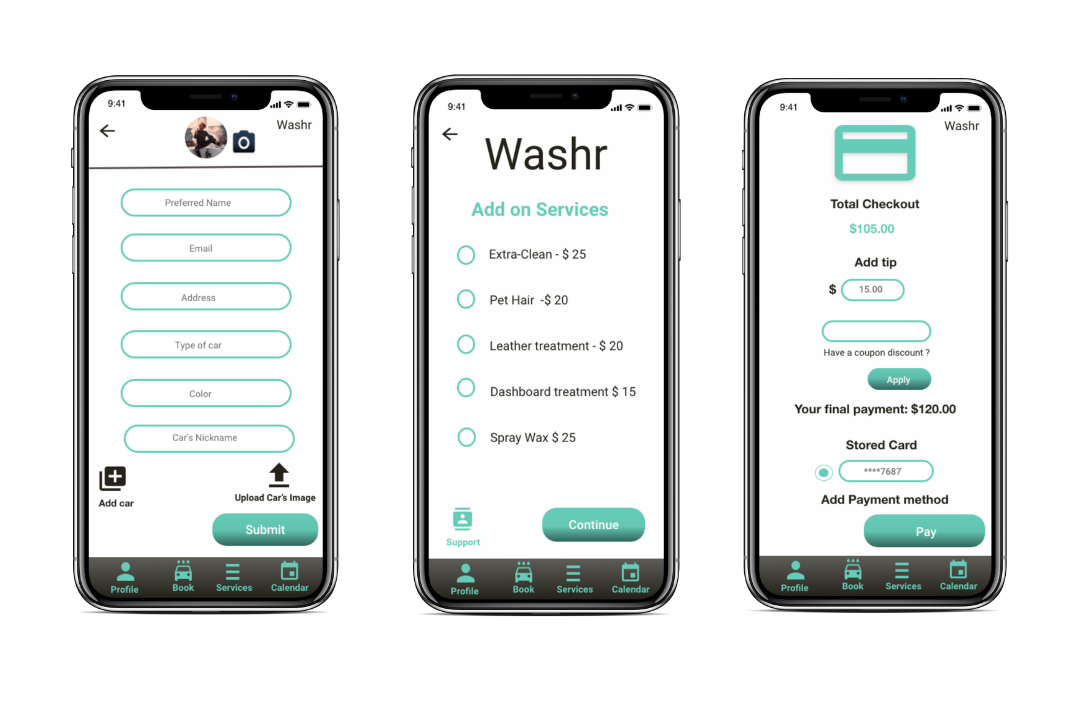 9:41
Washr
Preferred Name
Email
Address
Type of car
Color
Car's Nickname
Add car
Upload Car's Image
Submit
Profile
Book
Services
Calendar
9:41
Washr
Add on Services
Extra-Clean - $ 25
Pet Hair -$ 20
Leather treatment - $ 20
Dashboard treatment $ 15
Spray Wax $ 25
Support
Continue
Profile
Book
Services
Calendar
9:41
Washr
Total Checkout
$105.00
Add tip
$ 15.00
Have a coupon discount ?
Apply
Your final payment: $120.00
Stored Card
****7687
Add Payment method
Pay
Profile
Book
Services
Calendar